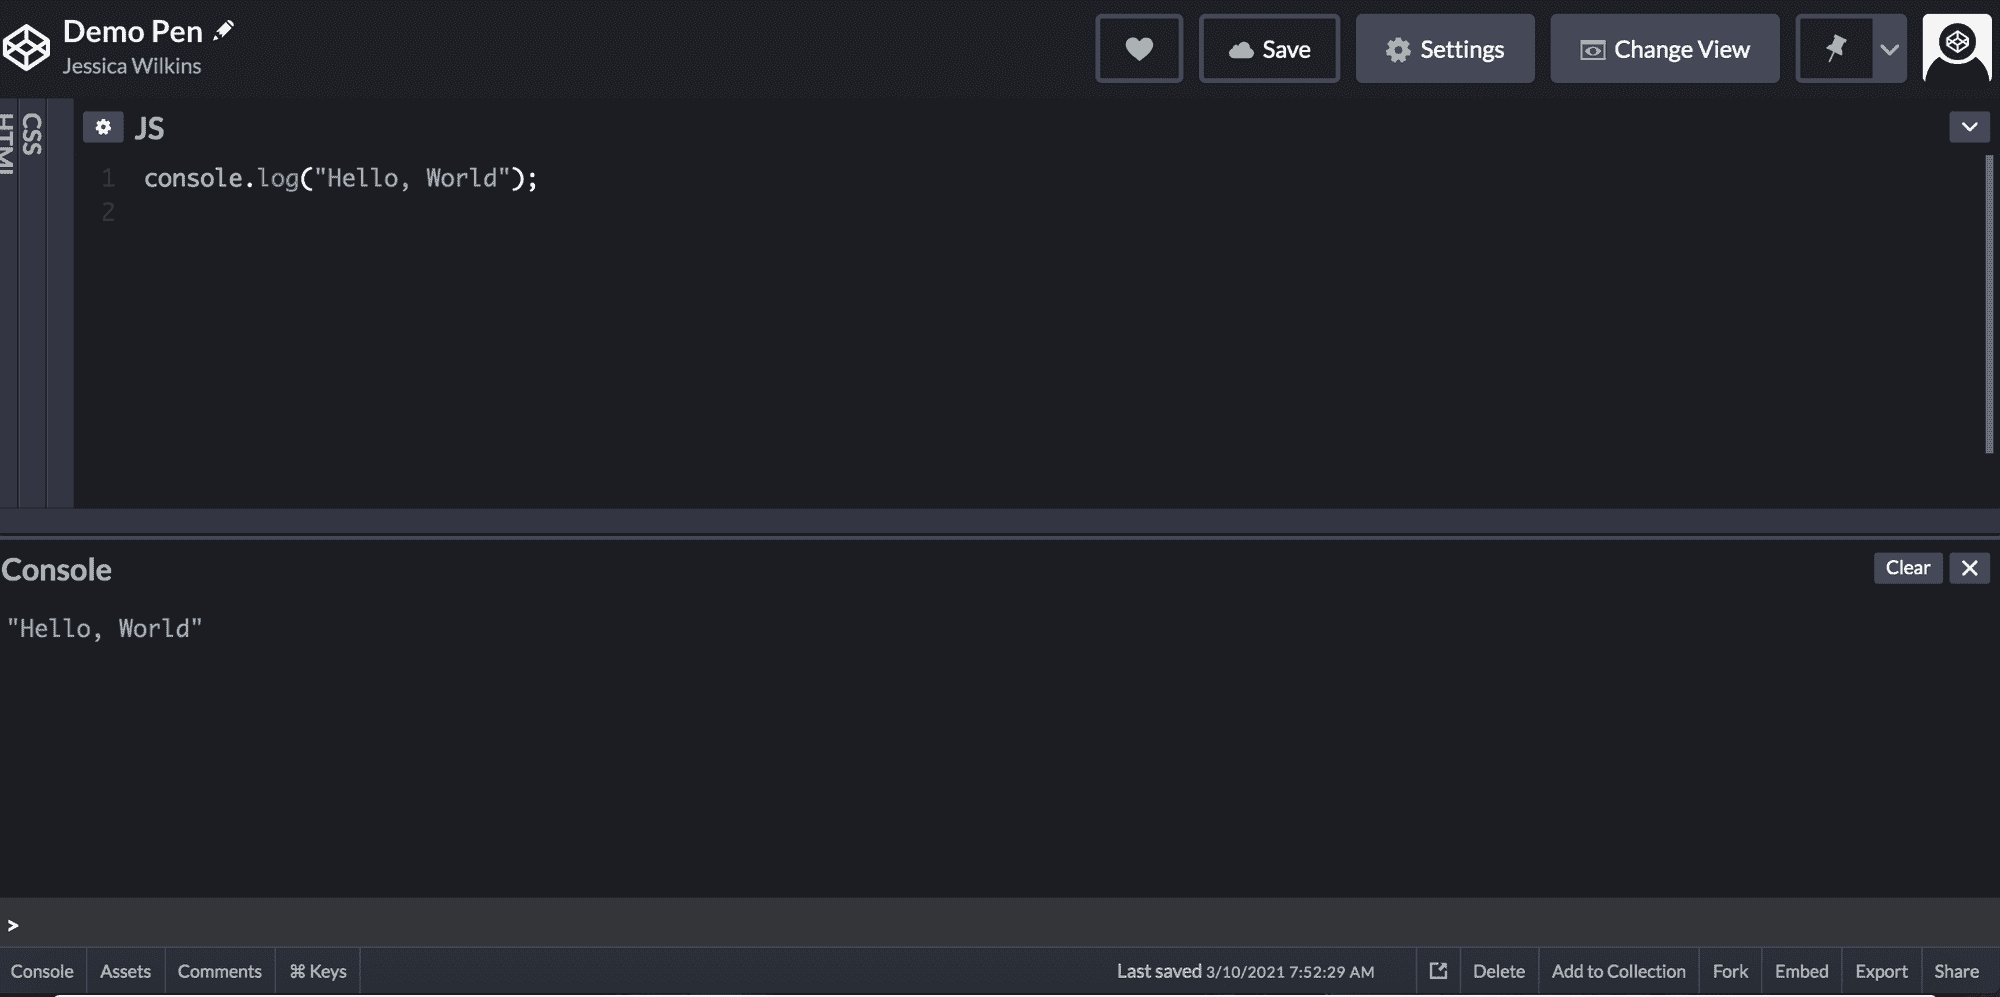 Demo Pen
Jessica Wilkins
Save
Settings
Change View
HTML
CSS
JS
1 console.log("Hello, World");
2
Console
Clear
"Hello, World"
>
Console
Assets
Comments
⌘ Keys
Last saved 3/10/2021 7:52:29 AM
Delete
Add to Collection
Fork
Embed
Export
Share